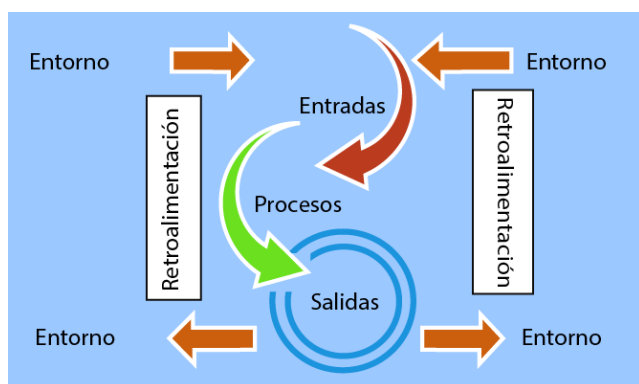 Entorno
Entorno
Entradas
Retroalimentación
Retroalimentación
Procesos
Salidas
Entorno
Entorno